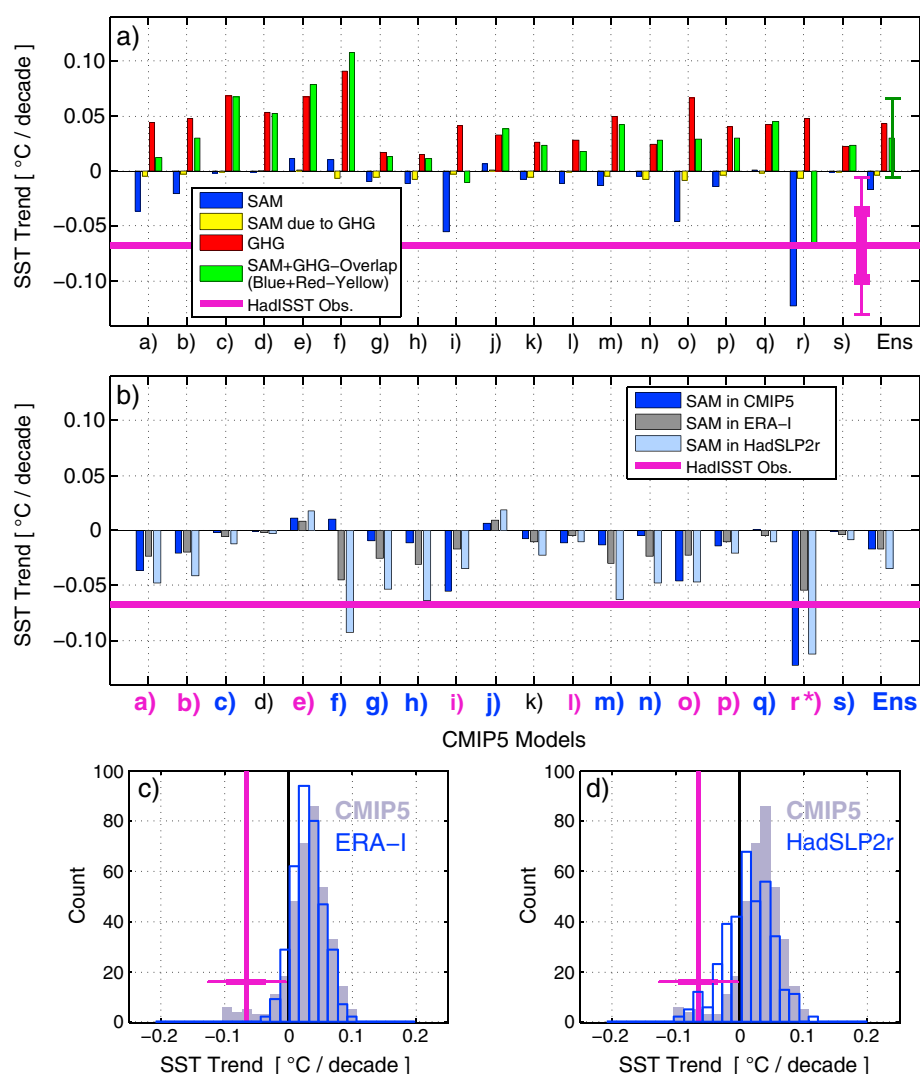 a)
SST Trend [ °C / decade ]
0.10
0.05
0
−0.05
−0.10
SAM
SAM due to GHG
GHG
SAM+GHG−Overlap
(Blue+Red−Yellow)
HadISST Obs.
a) b) c) d) e) f) g) h) i) j) k) l) m) n) o) p) q) r) s) Ens
b)
SST Trend [ °C / decade ]
0.10
0.05
0
−0.05
−0.10
SAM in CMIP5
SAM in ERA−I
SAM in HadSLP2r
HadISST Obs.
a) b) c) d) e) f) g) h) i) j) k) l) m) n) o) p) q) r*) s) Ens
CMIP5 Models
c)
CMIP5
ERA−I
Count
100
80
60
40
20
0
−0.2 −0.1 0 0.1 0.2
SST Trend [ °C / decade ]
d)
CMIP5
HadSLP2r
Count
100
80
60
40
20
0
−0.2 −0.1 0 0.1 0.2
SST Trend [ °C / decade ]